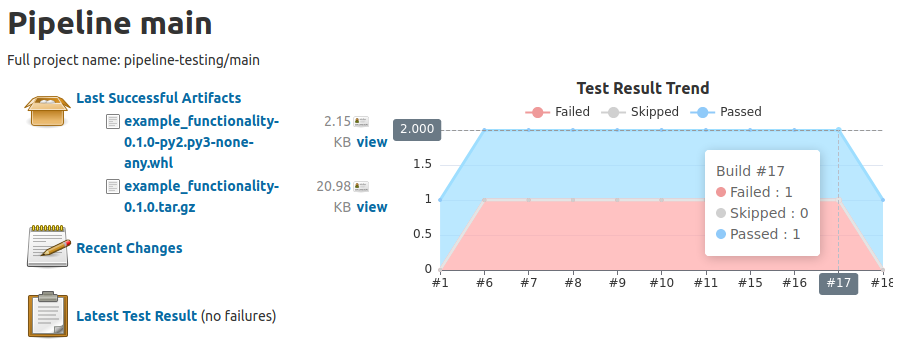 Pipeline main
Full project name: pipeline-testing/main
Last Successful Artifacts
example_functionality-
0.1.0-py2.py3-none-
any.whl
2.15
KB view
example_functionality-
0.1.0.tar.gz
20.98
KB view
Recent Changes
Latest Test Result (no failures)
Test Result Trend
Failed Skipped Passed
2.000
1.5
1
0.5
0
Build #17
Failed : 1
Skipped : 0
Passed : 1
#1 #6 #7 #8 #9 #10 #11 #15 #16 #17 #18